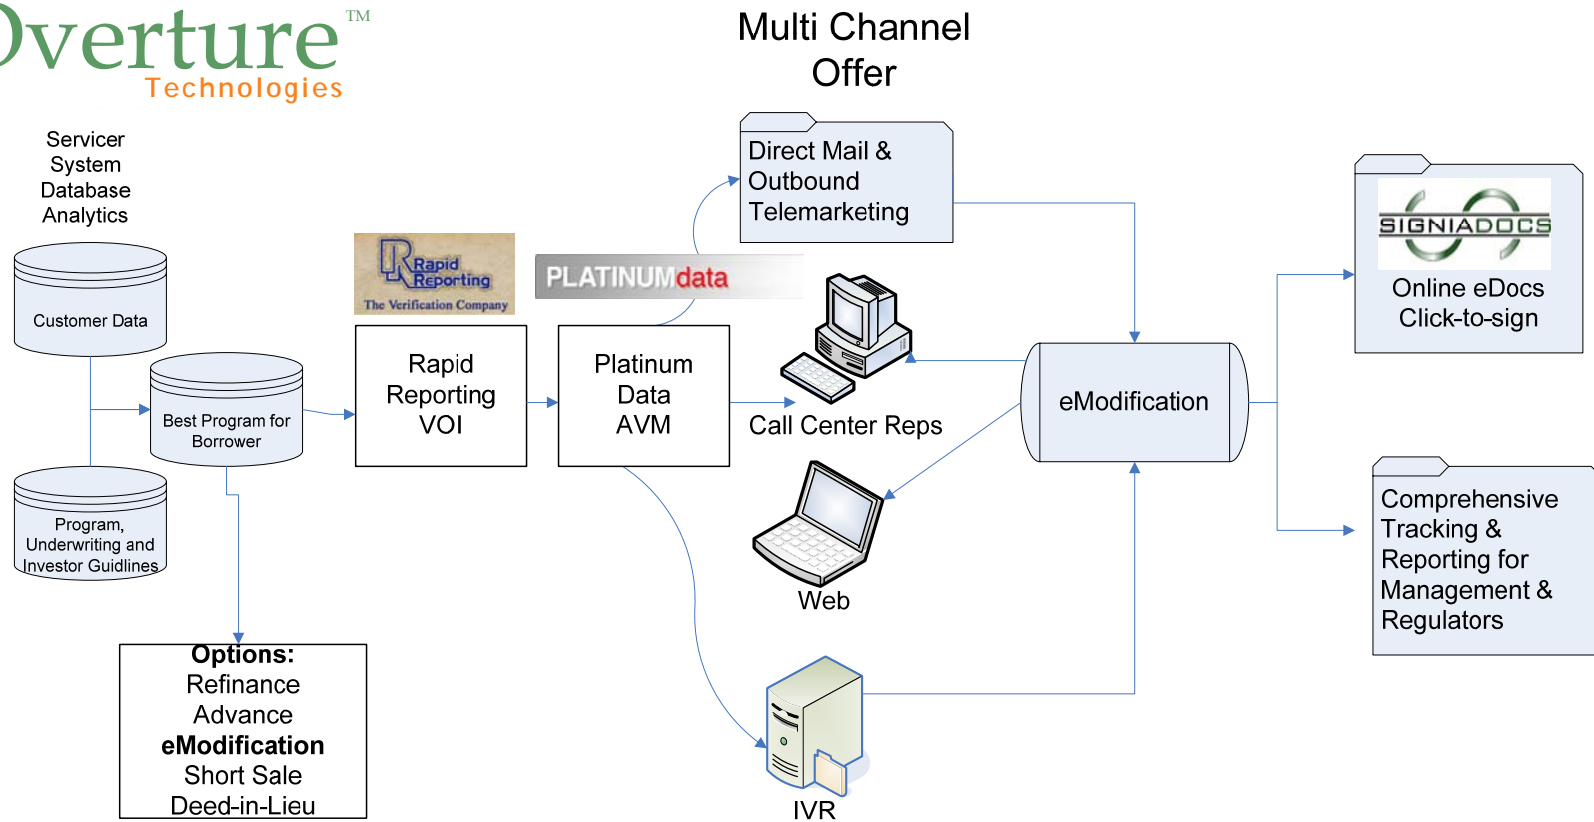 Overture™
Technologies
Multi Channel
Offer
Servicer
System
Database
Analytics
Customer Data
Best Program for
Borrower
Program,
Underwriting and
Investor Guidlines
Options:
Refinance
Advance
eModification
Short Sale
Deed-in-Lieu
Rapid
Reporting
The Verification Company
Rapid
Reporting
VOI
PLATINUMdata
Platinum
Data
AVM
Direct Mail &
Outbound
Telemarketing
Call Center Reps
Web
IVR
eModification
SIGNIADOCS
Online eDocs
Click-to-sign
Comprehensive
Tracking &
Reporting for
Management &
Regulators